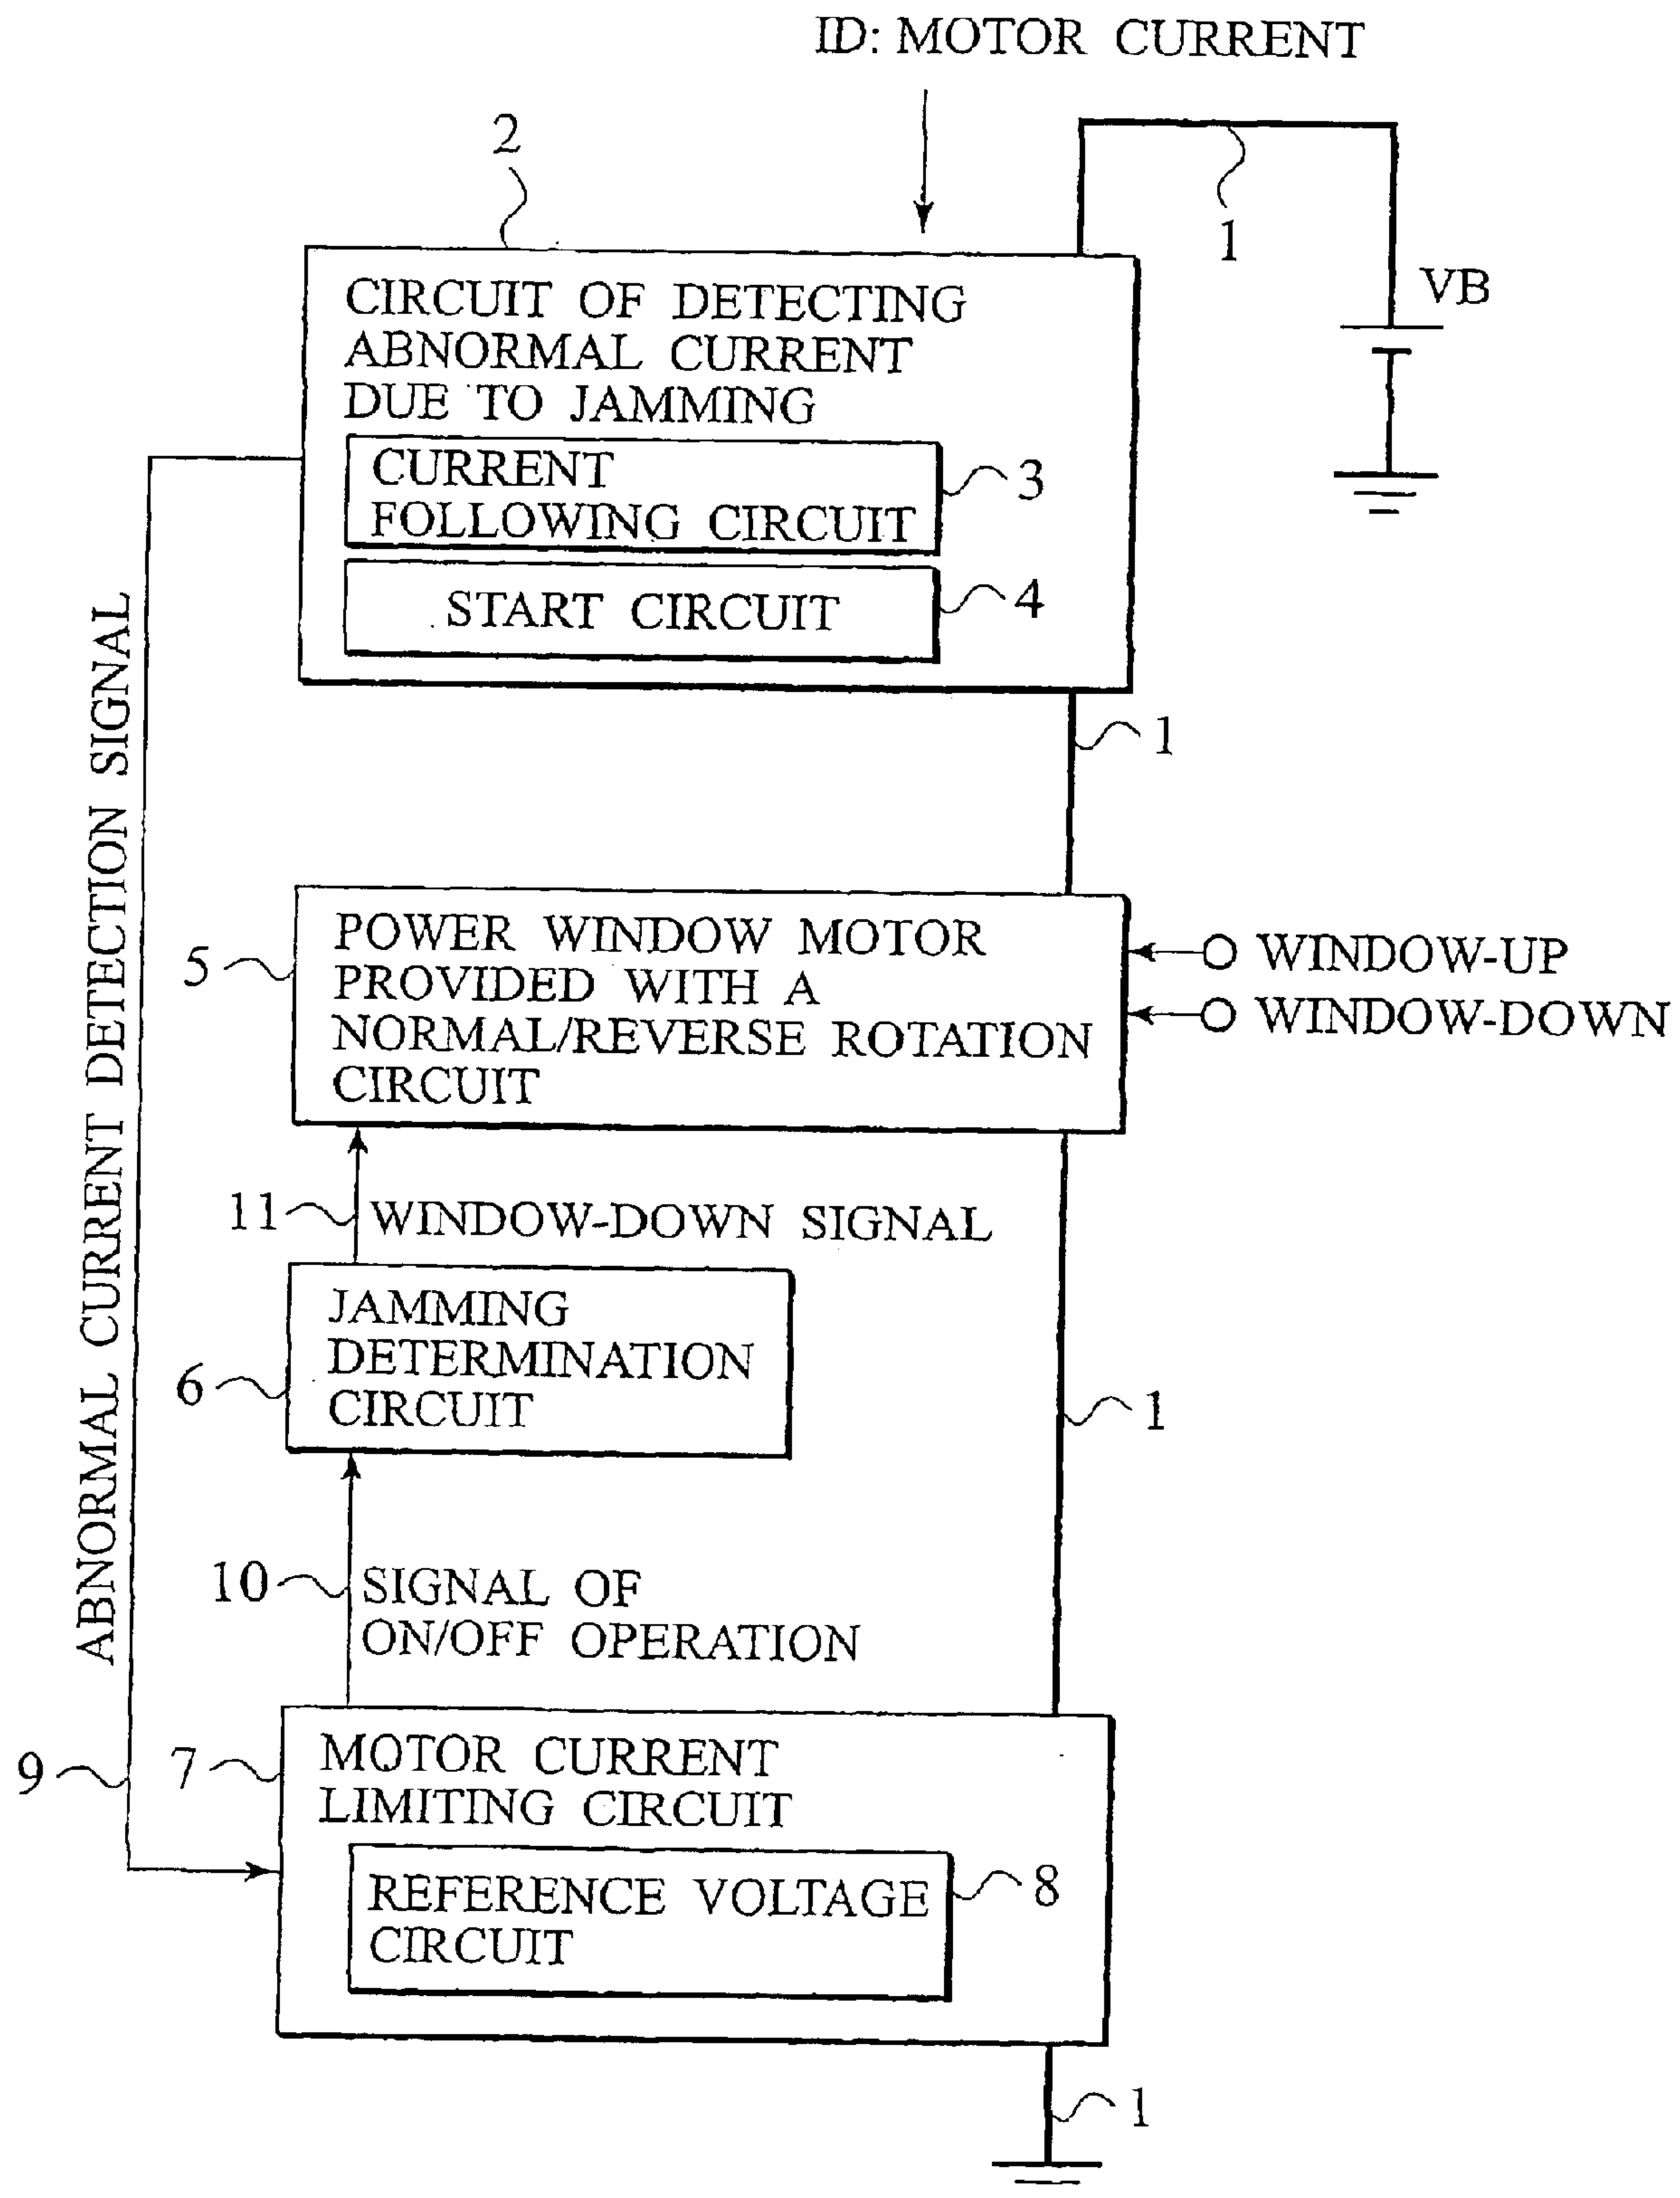 ID: MOTOR CURRENT
2
1
VB
CIRCUIT OF DETECTING
ABNORMAL CURRENT
DUE TO JAMMING
CURRENT
FOLLOWING CIRCUIT
3
START CIRCUIT
4
1
ABNORMAL CURRENT DETECTION SIGNAL
5
POWER WINDOW MOTOR
PROVIDED WITH A
NORMAL/REVERSE ROTATION
CIRCUIT
WINDOW-UP
WINDOW-DOWN
11
WINDOW-DOWN SIGNAL
6
JAMMING
DETERMINATION
CIRCUIT
1
10
SIGNAL OF
ON/OFF OPERATION
9
7
MOTOR CURRENT
LIMITING CIRCUIT
REFERENCE VOLTAGE
CIRCUIT
8
1